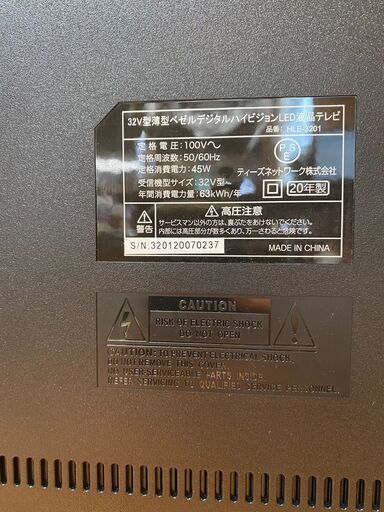 32V型薄型ベゼルデジタルハイビジョンLED液晶テレビ
品番: HLE-3201
定格電圧:100V～
定格周波数:50/60Hz
定格消費電力:45W
受信機型サイズ:32V型～
年間消費電力量:63kWh/年
PSE
ティーズネットワーク株式会社
20年製
警告
高圧注意
サービスマン以外の方は、裏ぶたをあけないでください。
内部には高圧部分が数多くあり、万一さわると危険です。
S/N:320120070237
MADE IN CHINA
CAUTION
RISK OF ELECTRIC SHOCK
DO NOT OPEN
CAUTION: TO PREVENT ELECTRICAL SHOCK,
DO NOT REMOVE THIS COVER.
NO USER-SERVICEABLE PARTS INSIDE
REFER SERVICING TO QUALIFIED SERVICE PERSONNEL